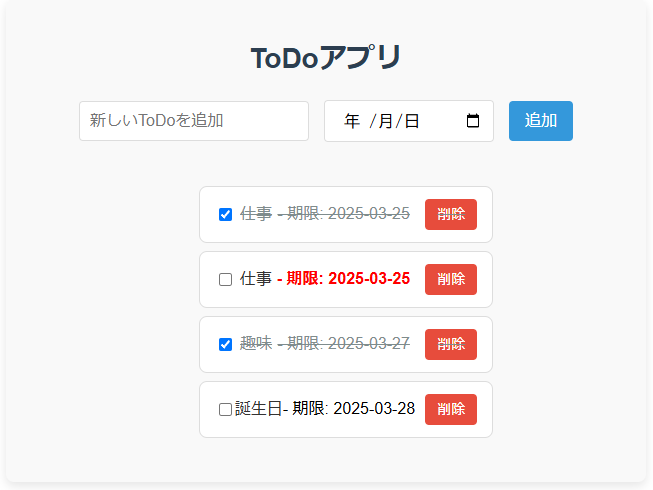 ToDoアプリ
新しいToDoを追加 年 /月/日 追加
仕事 - 期限: 2025-03-25 削除
仕事 - 期限: 2025-03-25 削除
趣味 - 期限: 2025-03-27 削除
誕生日- 期限: 2025-03-28 削除